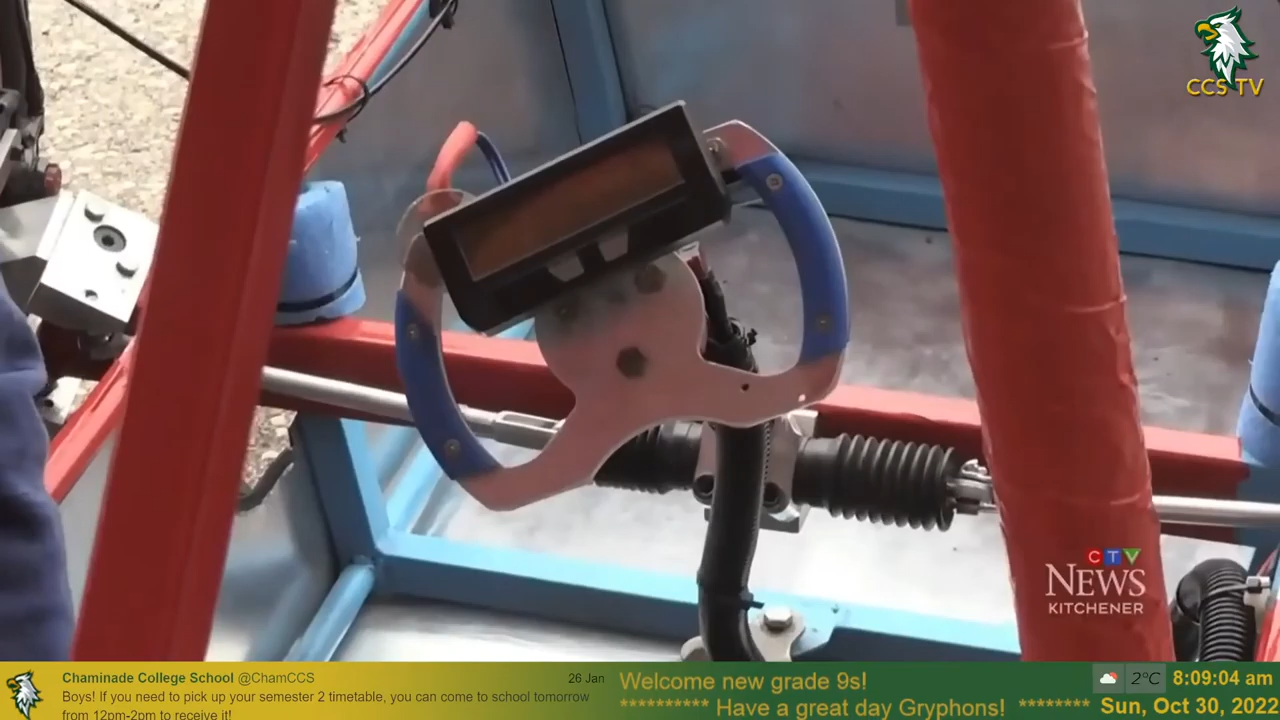 CCS TV
CTV
NEWS
KITCHENER
Chaminade College School @ChamCCS
26 Jan
Boys! If you need to pick up your semester 2 timetable, you can come to school tomorrow
from 12pm-2pm to receive it!
Welcome new grade 9s!
********** Have a great day Gryphons! ********
2°C
8:09:04 am
Sun, Oct 30, 2022